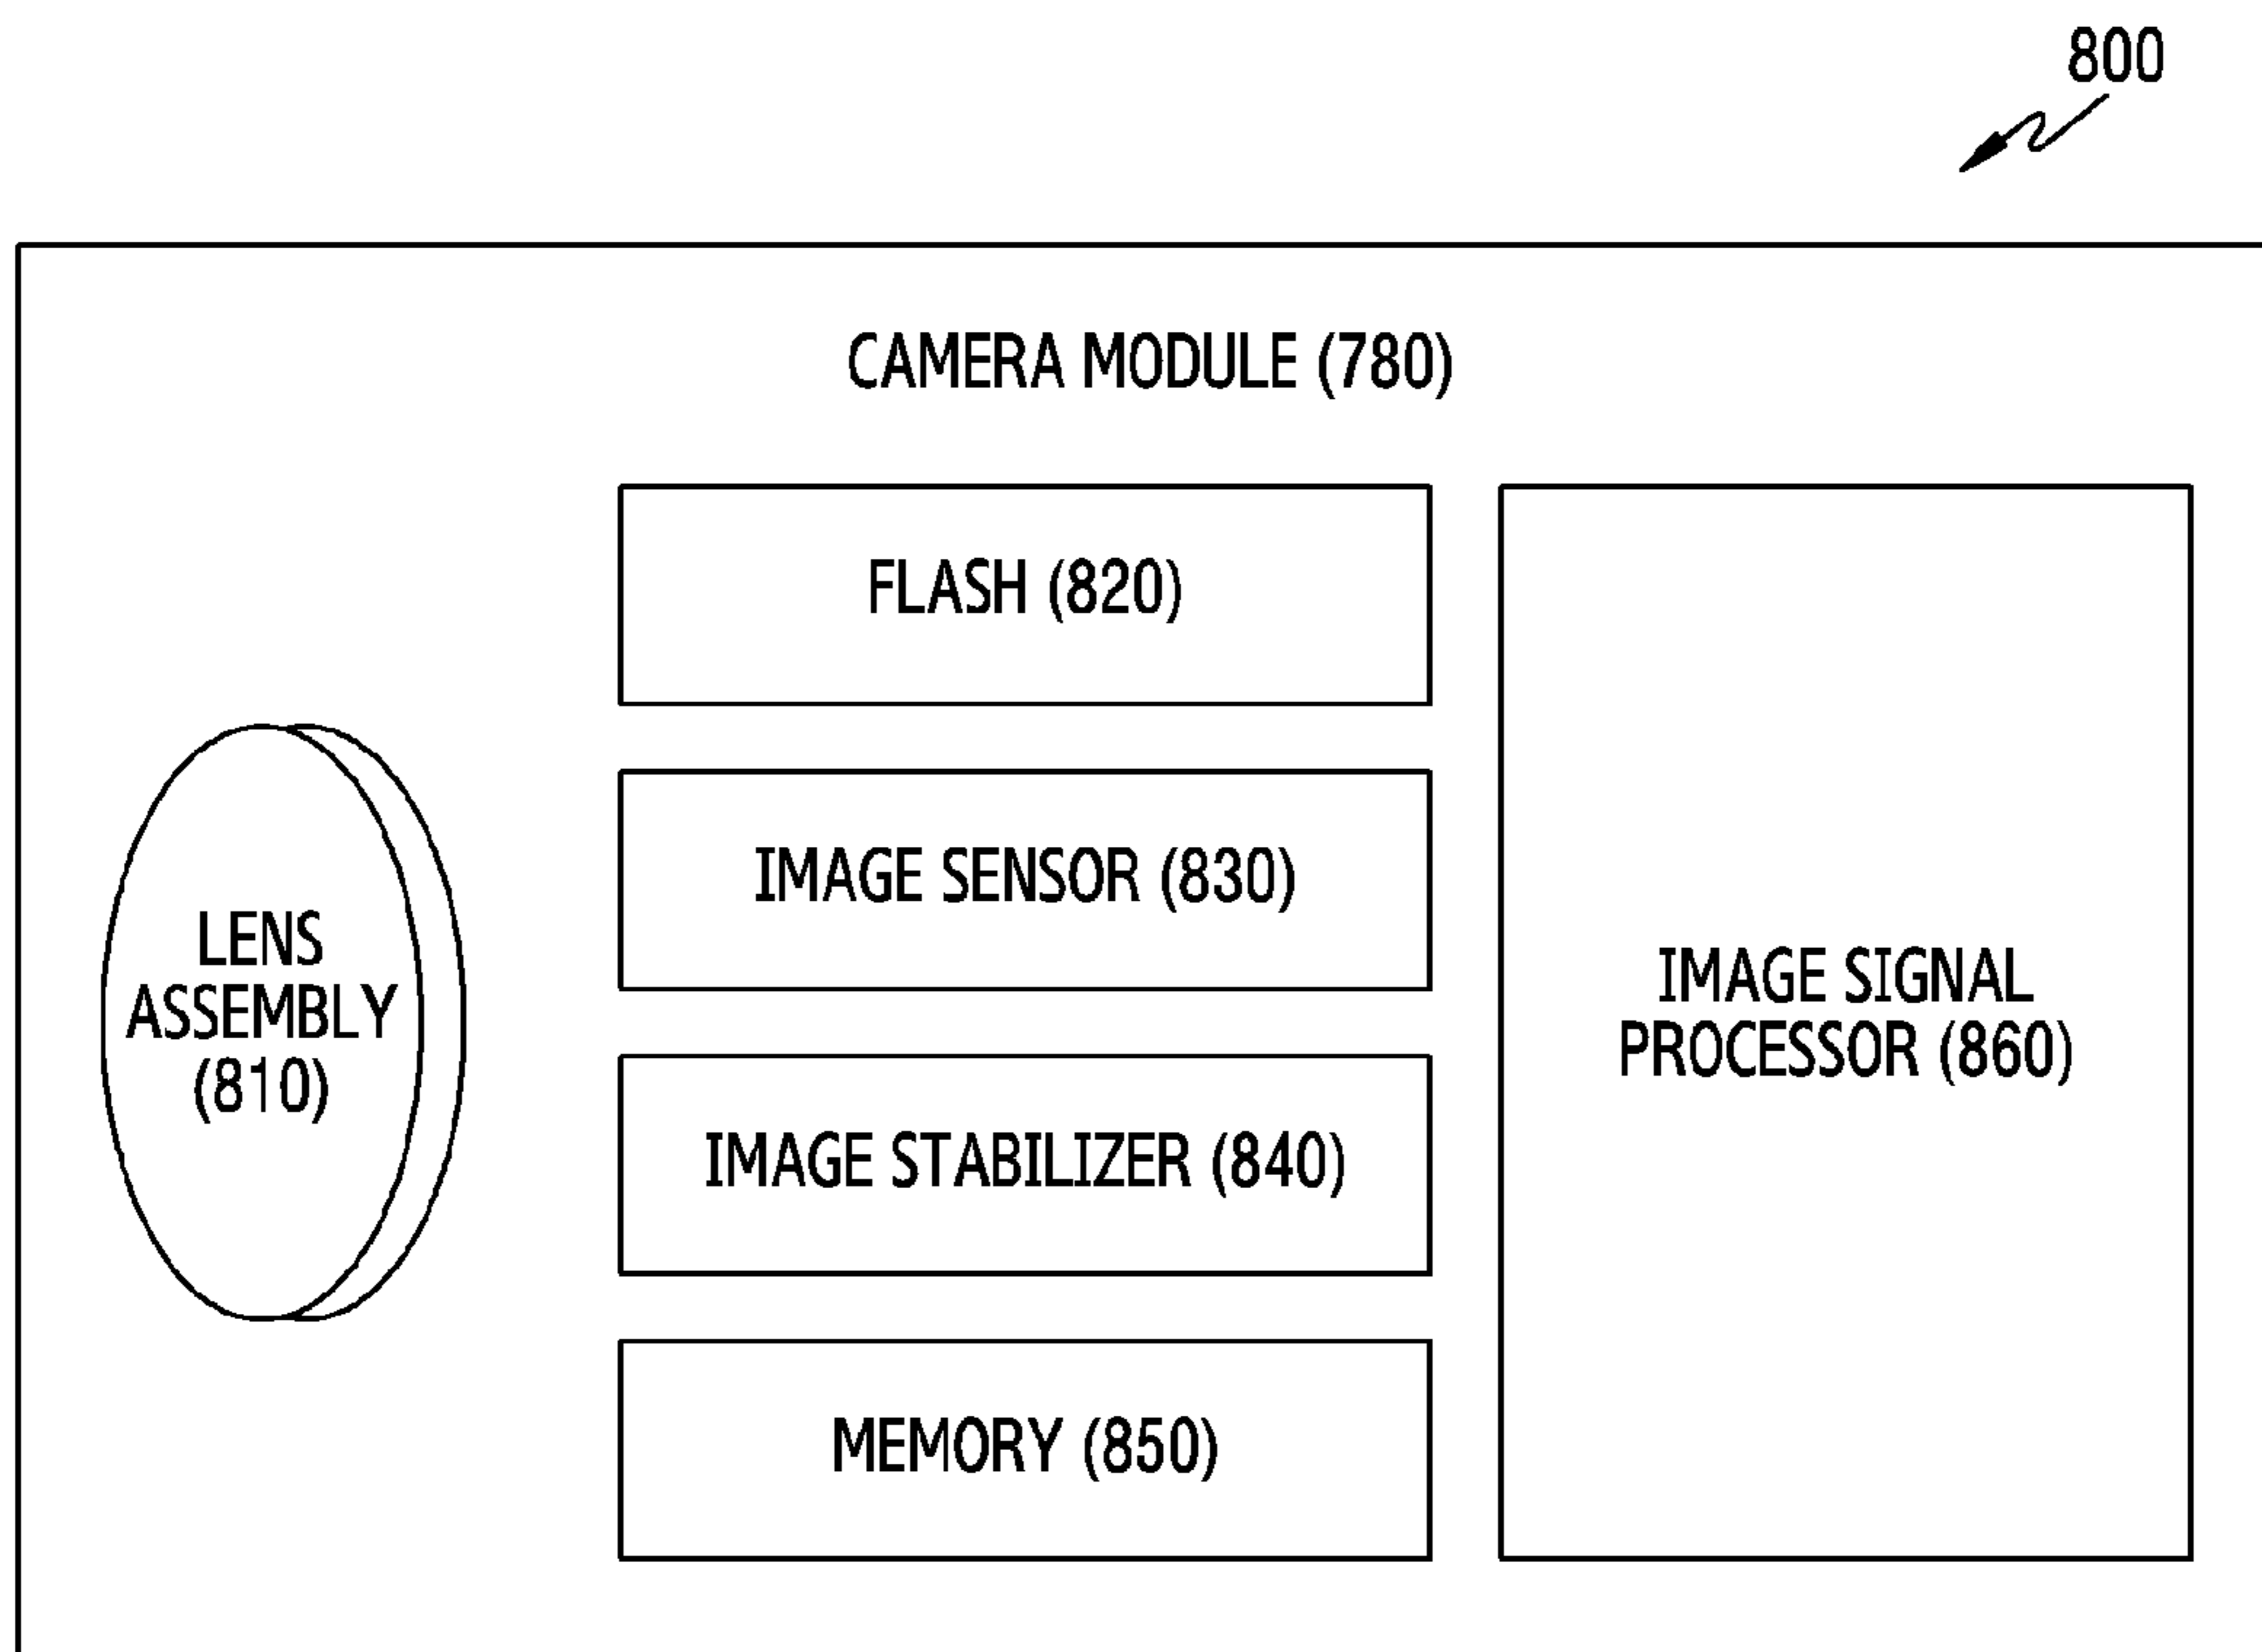 800
CAMERA MODULE (780)
FLASH (820)
IMAGE SENSOR (830)
LENS
ASSEMBLY
(810)
IMAGE SIGNAL
PROCESSOR (860)
IMAGE STABILIZER (840)
MEMORY (850)